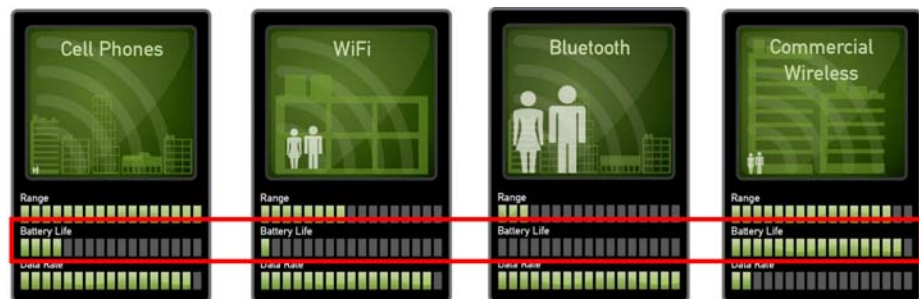 Cell Phones
Range
Battery Life
Data Rate
WiFi
Range
Battery Life
Data Rate
Bluetooth
Range
Battery Life
Data Rate
Commercial
Wireless
Range
Battery Life
Data Rate